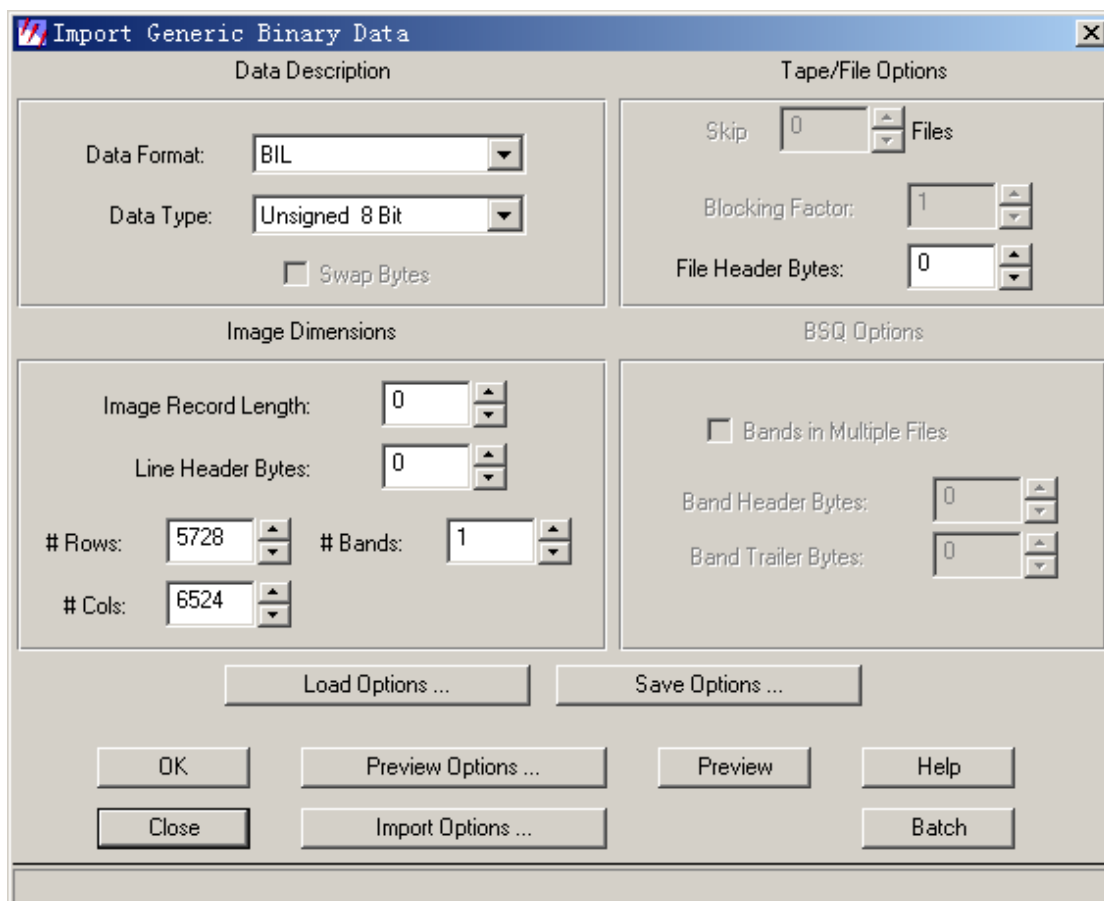 Import Generic Binary Data
Data Description
Data Format: BIL
Data Type: Unsigned 8 Bit
Swap Bytes
Tape/File Options
Skip 0 Files
Blocking Factor: 1
File Header Bytes: 0
Image Dimensions
Image Record Length: 0
Line Header Bytes: 0
# Rows: 5728 # Bands: 1
# Cols: 6524
BSQ Options
Bands in Multiple Files
Band Header Bytes: 0
Band Trailer Bytes: 0
Load Options ... Save Options ...
OK Preview Options ... Preview Help
Close Import Options ... Batch